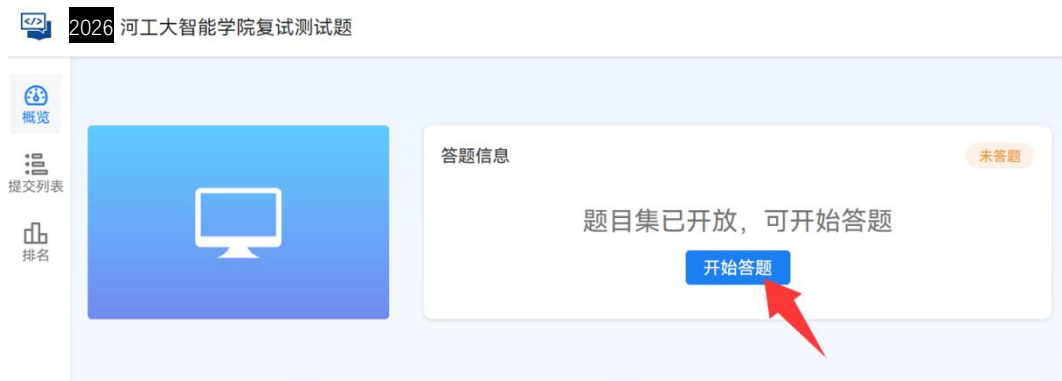 </> 2026 河工大智能学院复试测试题
概览
提交列表
排名
答题信息
未答题
题目集已开放，可开始答题
开始答题